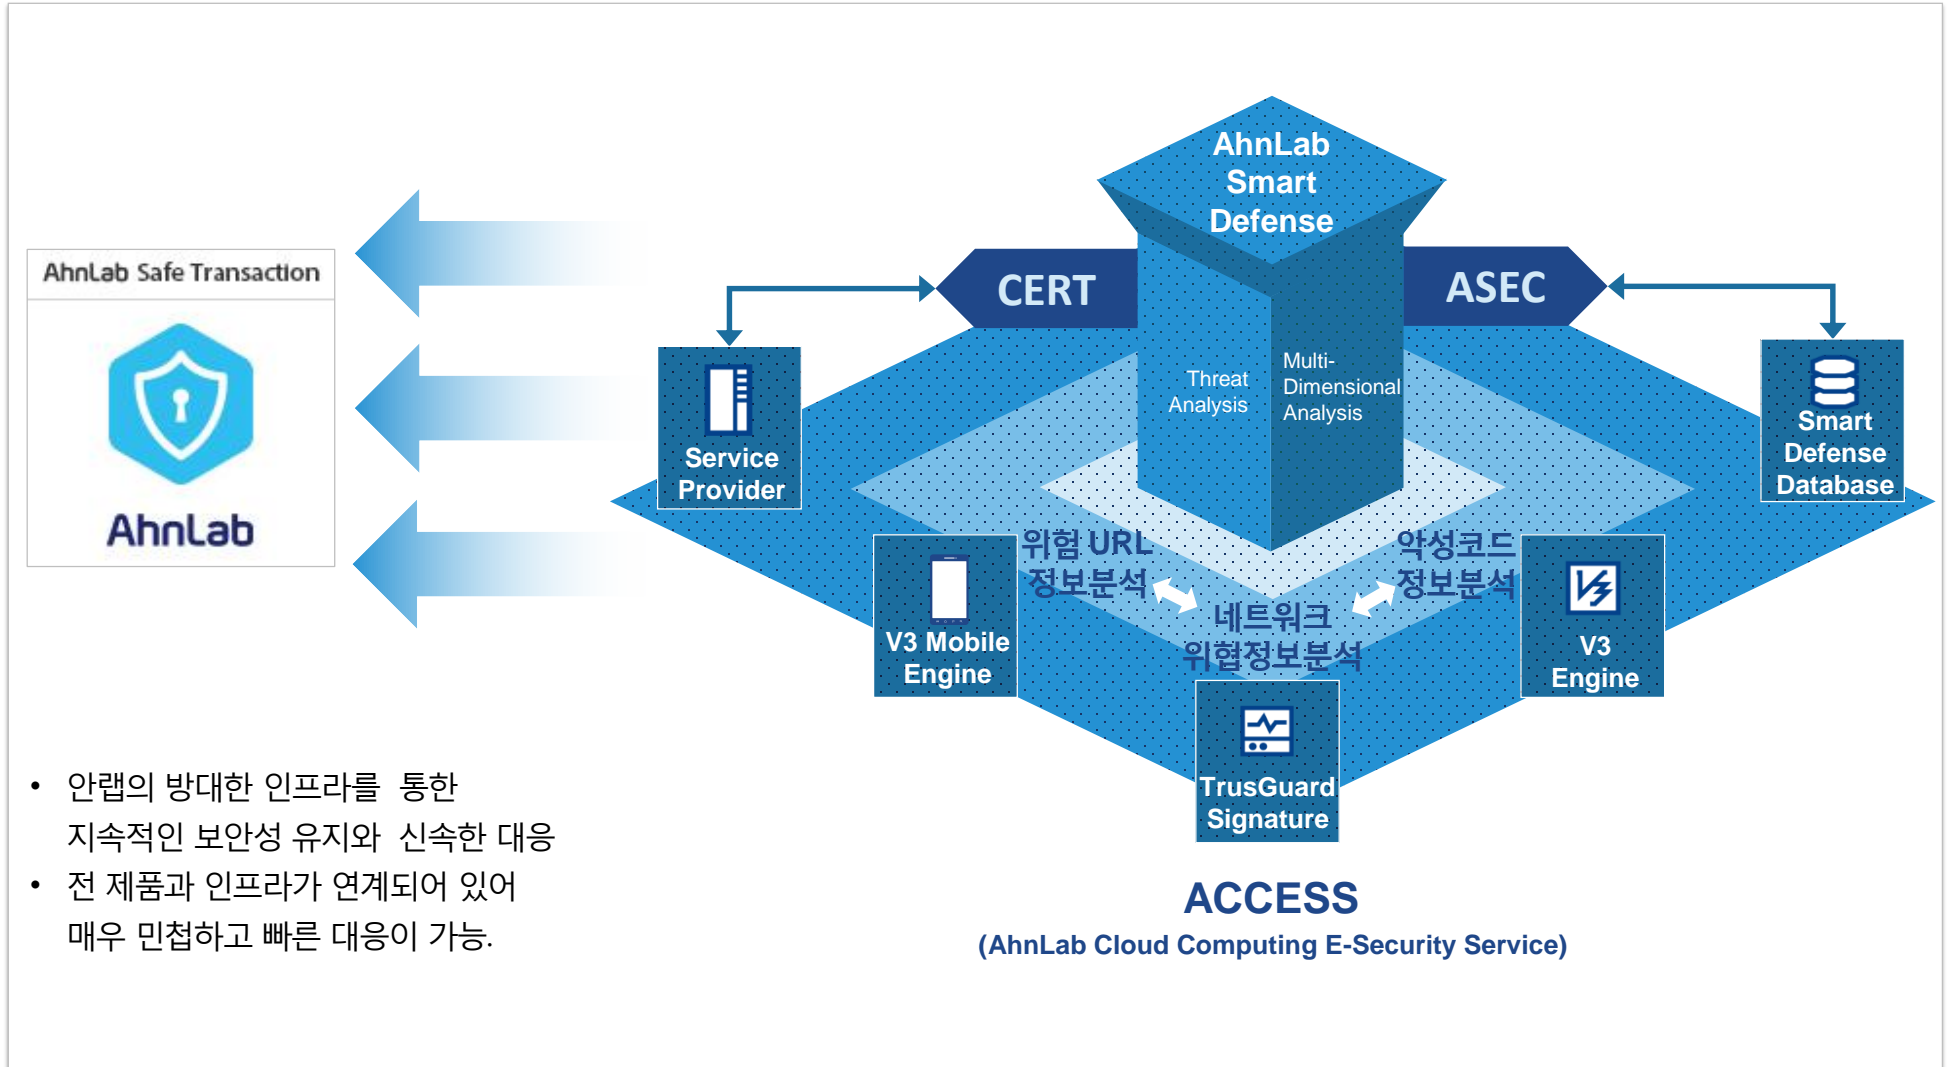 AhnLab
Smart
Defense
CERT
ASEC
AhnLab Safe Transaction
AhnLab
Threat
Analysis
Multi-
Dimensional
Analysis
Service
Provider
Smart
Defense
Database
위험 URL
정보분석
악성코드
정보분석
네트워크
위협정보분석
V3 Mobile
Engine
V3
Engine
TrusGuard
Signature
• 안랩의 방대한 인프라를 통한
지속적인 보안성 유지와 신속한 대응
• 전 제품과 인프라가 연계되어 있어
매우 민첩하고 빠른 대응이 가능.
ACCESS
(AhnLab Cloud Computing E-Security Service)